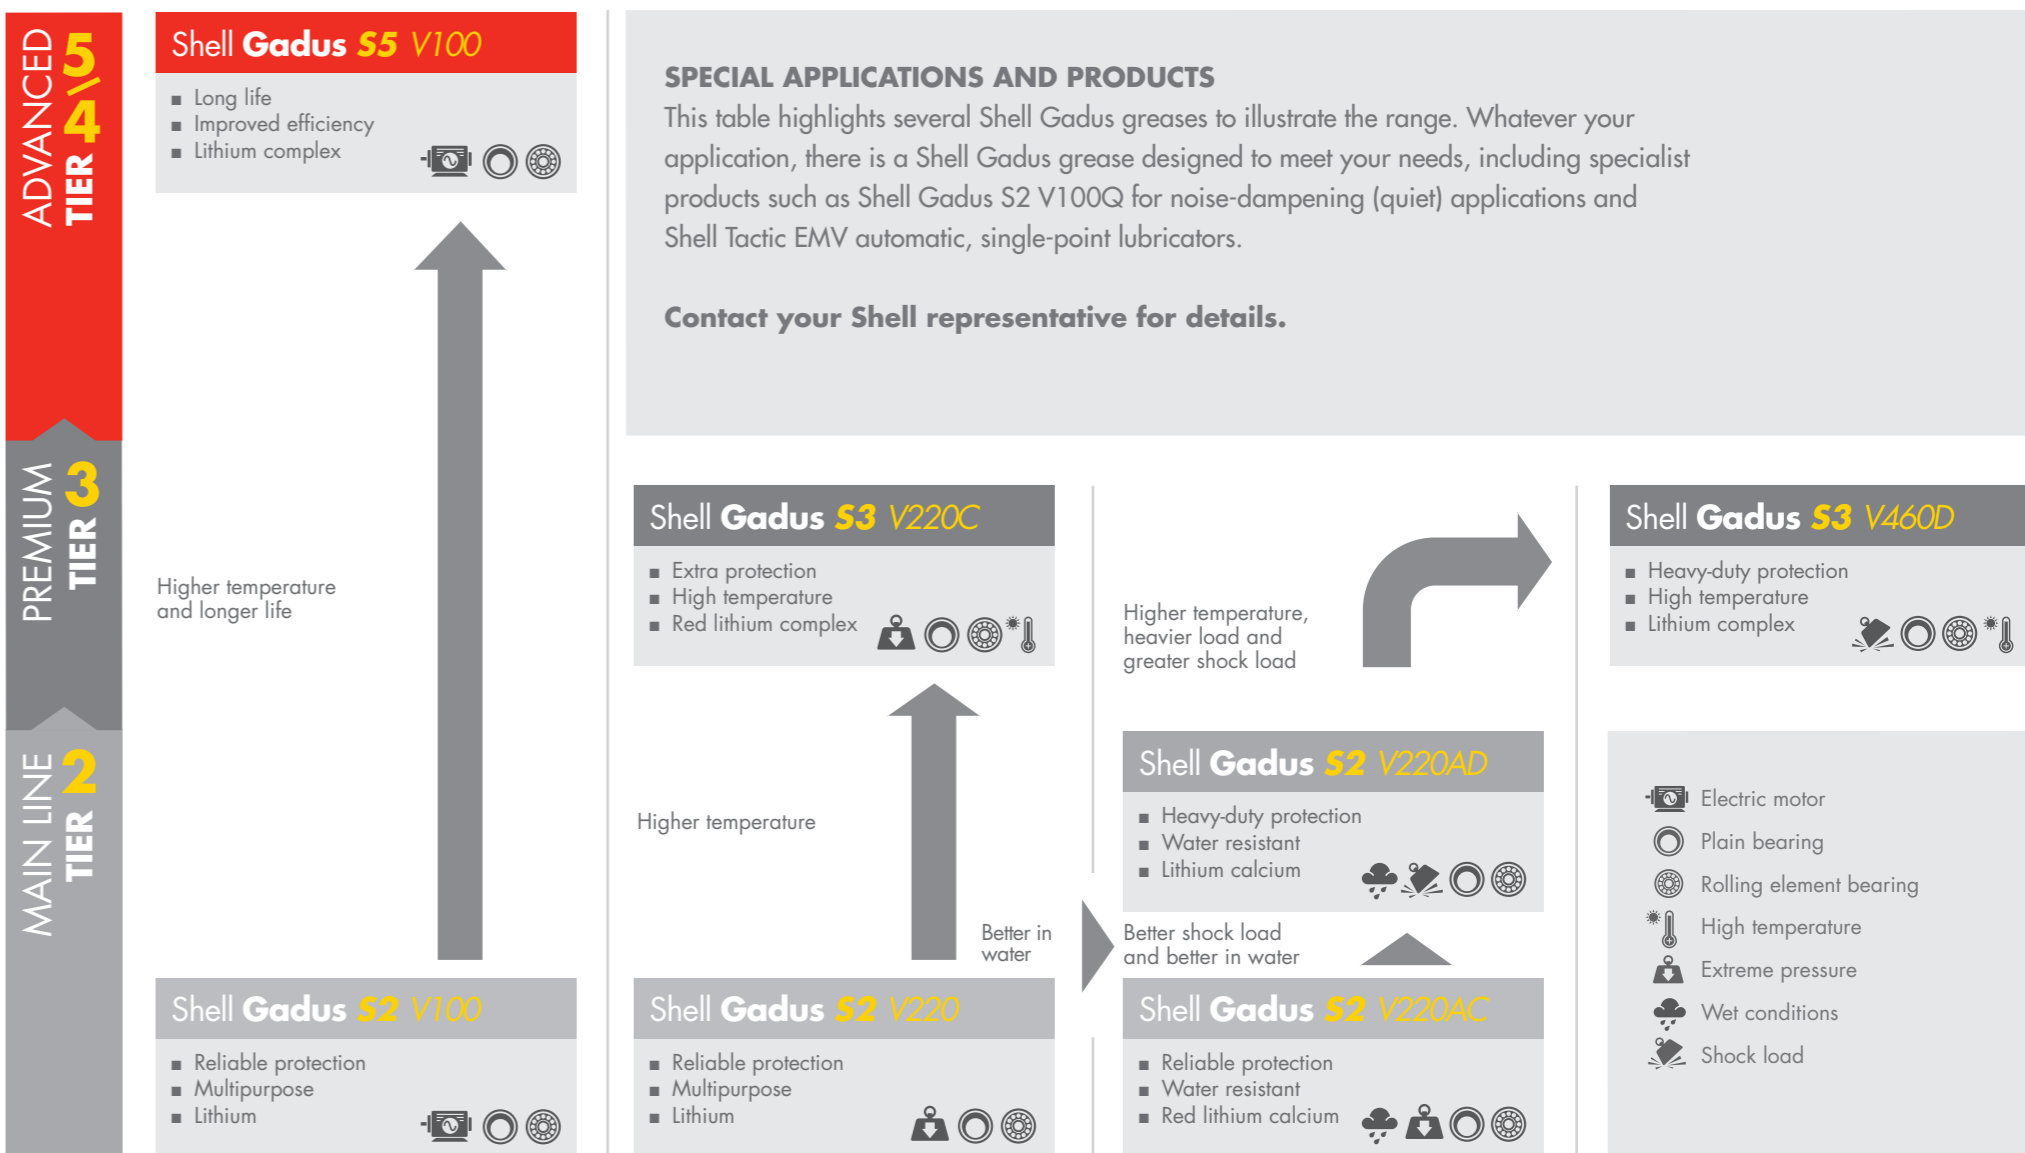 ADVANCED
TIER 4\5
PREMIUM
TIER 3
MAIN LINE
TIER 2
Shell Gadus S5 V100
▪ Long life
▪ Improved efficiency
▪ Lithium complex
Higher temperature
and longer life
Shell Gadus S2 V100
▪ Reliable protection
▪ Multipurpose
▪ Lithium
SPECIAL APPLICATIONS AND PRODUCTS
This table highlights several Shell Gadus greases to illustrate the range. Whatever your
application, there is a Shell Gadus grease designed to meet your needs, including specialist
products such as Shell Gadus S2 V100Q for noise-dampening (quiet) applications and
Shell Tactic EMV automatic, single-point lubricators.
Contact your Shell representative for details.
Shell Gadus S3 V220C
▪ Extra protection
▪ High temperature
▪ Red lithium complex
Higher temperature
Better in
water
Shell Gadus S2 V220
▪ Reliable protection
▪ Multipurpose
▪ Lithium
Higher temperature,
heavier load and
greater shock load
Shell Gadus S2 V220AD
▪ Heavy-duty protection
▪ Water resistant
▪ Lithium calcium
Better shock load
and better in water
Shell Gadus S2 V220AC
▪ Reliable protection
▪ Water resistant
▪ Red lithium calcium
Shell Gadus S3 V460D
▪ Heavy-duty protection
▪ High temperature
▪ Lithium complex
Electric motor
Plain bearing
Rolling element bearing
High temperature
Extreme pressure
Wet conditions
Shock load